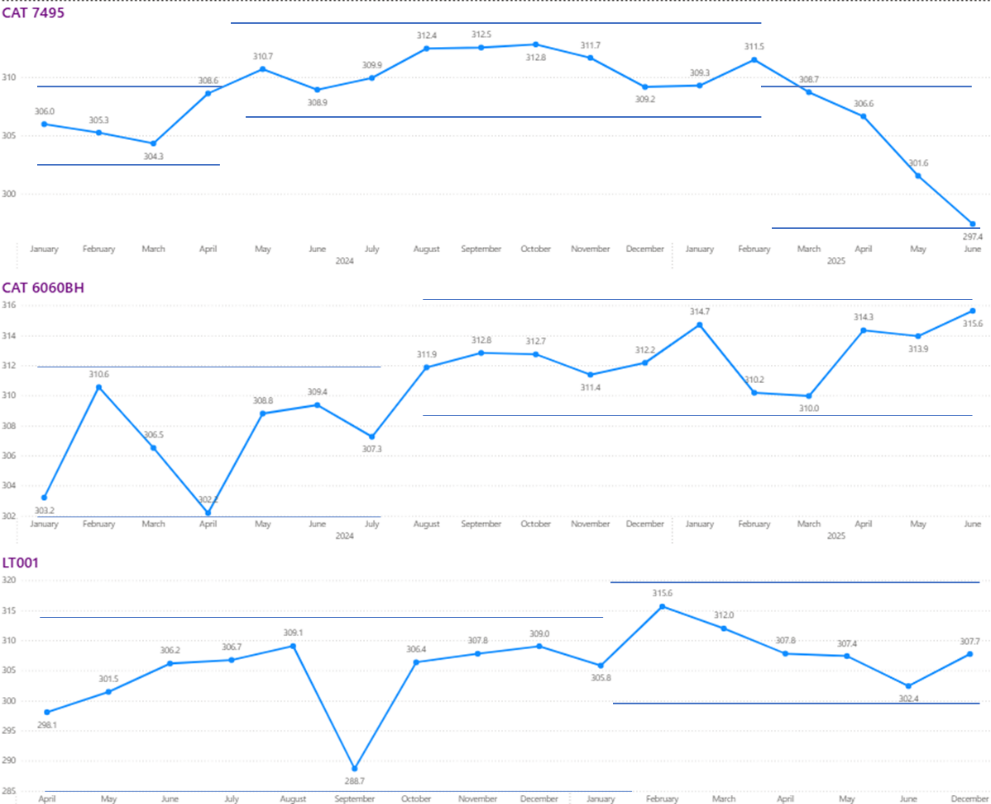 CAT 7495
312.4 312.5 311.7 311.5
310.7 309.9 312.8 309.3
310 308.6 308.9 309.2 308.7
306.0 305.3 306.6
305 304.3
301.6
300
297.4
January February March April May June July August September October November December January February March April May June
2024 2025
CAT 6060BH
316
314.7 314.3 315.6
314 312.8 312.7 313.9
312 311.9 312.2
310.6 311.4 310.2
310 308.8 309.4 310.0
308
306.5 307.3
306
304
303.2 302.2
302
January February March April May June July August September October November December January February March April May June
2024 2025
LT001
320
315.6
315 312.0
310 309.1 307.8 309.0 307.8 307.4 307.7
306.2 306.7 306.4
305 301.5 305.8
300 302.4
298.1
295
290
288.7
285
April May June July August September October November December January February March April May June December